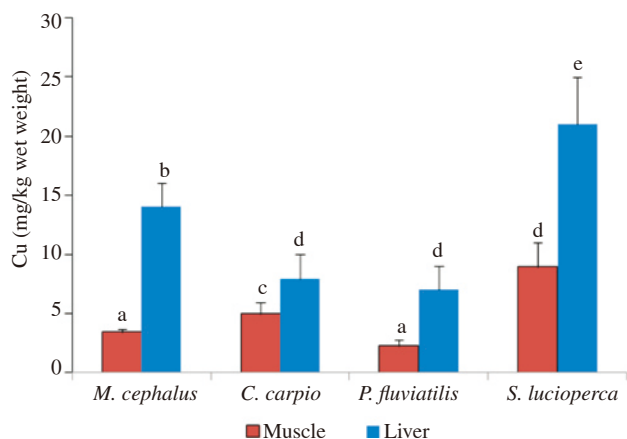 30
25
20
15
10
5
0
Cu (mg/kg wet weight)
a
b
c
d
a
d
d
e
M. cephalus
C. carpio
P. fluviatilis
S. lucioperca
Muscle
Liver